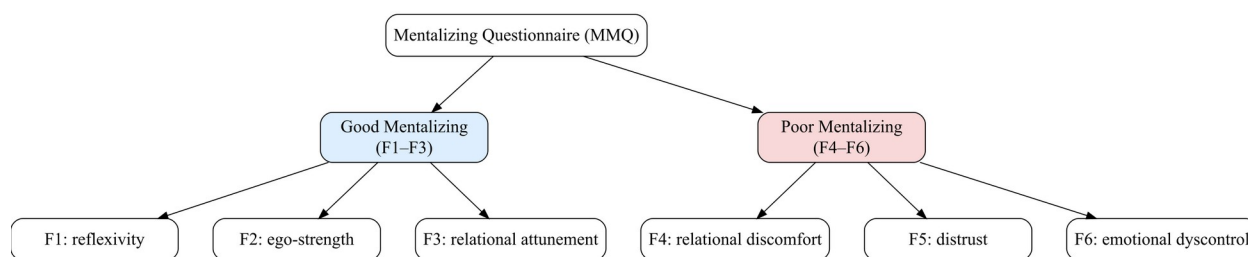 Mentalizing Questionnaire (MMQ)
Good Mentalizing
(F1–F3)
Poor Mentalizing
(F4–F6)
F1: reflexivity
F2: ego-strength
F3: relational attunement
F4: relational discomfort
F5: distrust
F6: emotional dyscontrol